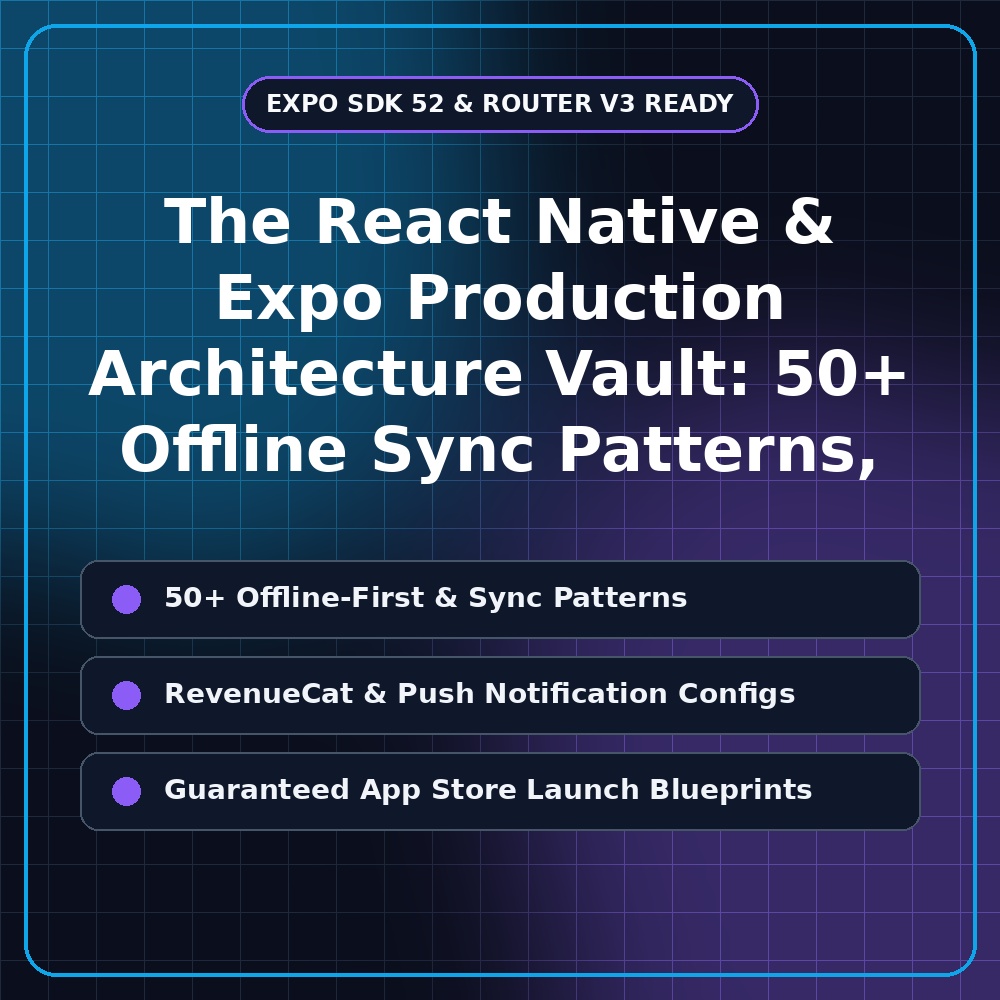 EXPO SDK 52 & ROUTER V3 READY
The React Native &
Expo Production
Architecture Vault: 50+
Offline Sync Patterns,
50+ Offline-First & Sync Patterns
RevenueCat & Push Notification Configs
Guaranteed App Store Launch Blueprints